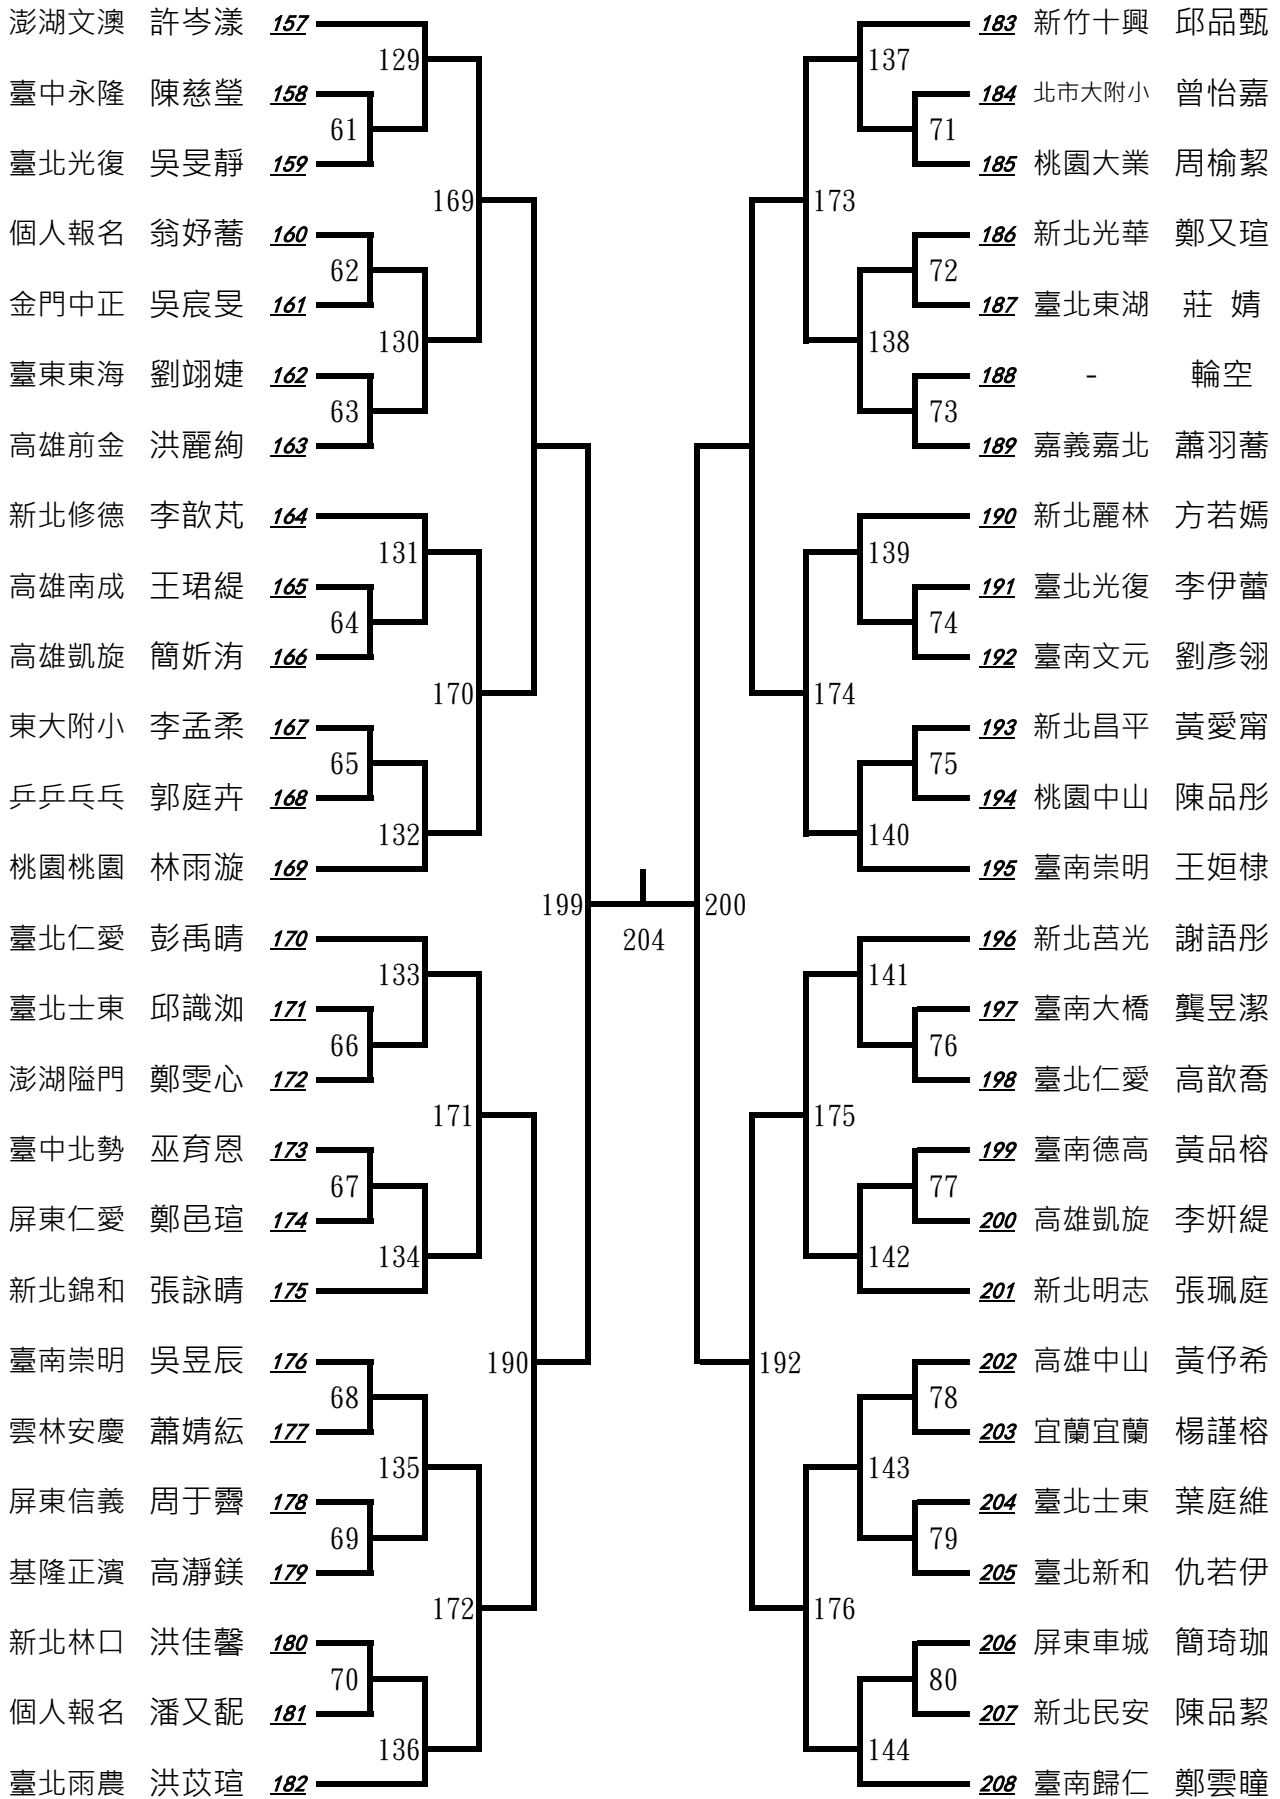 澎湖文澳 許岑漾 157
129
臺中永隆 陳慈瑩 158
61
臺北光復 吳旻靜 159
169
個人報名 翁妤蕎 160
62
金門中正 吳宸旻 161
130
臺東東海 劉翊婕 162
63
高雄前金 洪麗絢 163
新北修德 李歆芃 164
131
高雄南成 王珺緹 165
64
高雄凱旋 簡妡洧 166
170
東大附小 李孟柔 167
65
乒乒乓乓 郭庭卉 168
132
桃園桃園 林雨漩 169
199
臺北仁愛 彭禹晴 170
133
臺北士東 邱識洳 171
66
澎湖隘門 鄭雯心 172
171
臺中北勢 巫育恩 173
67
屏東仁愛 鄭邑瑄 174
134
新北錦和 張詠晴 175
臺南崇明 吳昱辰 176
190
68
雲林安慶 蕭婧紜 177
135
屏東信義 周于霽 178
69
基隆正濱 高瀞鎂 179
172
新北林口 洪佳馨 180
70
個人報名 潘又馜 181
136
臺北雨農 洪苡瑄 182
204
183 新竹十興 邱品甄
137
184 北市大附小 曾怡嘉
71
185 桃園大業 周榆絜
173
186 新北光華 鄭又瑄
72
187 臺北東湖 莊 婧
138
188 - 輪空
73
189 嘉義嘉北 蕭羽蕎
190 新北麗林 方若嫣
139
191 臺北光復 李伊蕾
74
192 臺南文元 劉彥翎
174
193 新北昌平 黃愛甯
75
194 桃園中山 陳品彤
140
195 臺南崇明 王姮棣
200
196 新北莒光 謝語彤
141
197 臺南大橋 龔昱潔
76
198 臺北仁愛 高歆喬
175
199 臺南德高 黃品榕
77
200 高雄凱旋 李妍緹
142
201 新北明志 張珮庭
202 高雄中山 黃伃希
192
78
203 宜蘭宜蘭 楊謹榕
143
204 臺北士東 葉庭維
79
205 臺北新和 仇若伊
176
206 屏東車城 簡琦珈
80
207 新北民安 陳品絜
144
208 臺南歸仁 鄭雲瞳